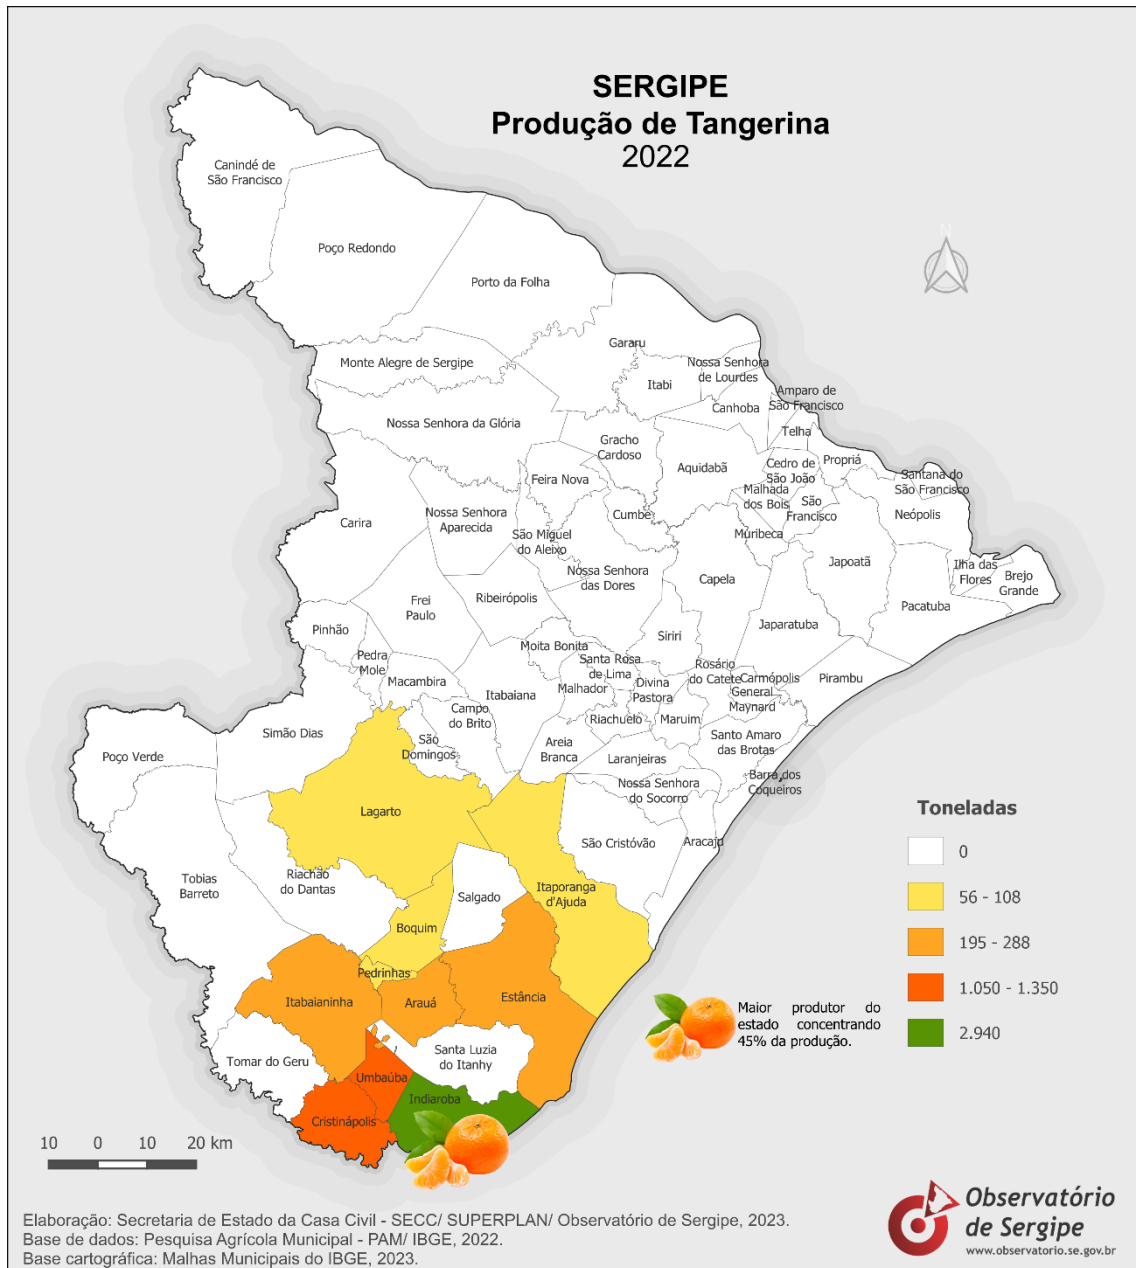 SERGIPE
Produção de Tangerina
2022
N
Canindé de
São Francisco
Poço Redondo
Porto da Folha
Gararu
Monte Alegre de Sergipe
Nossa Senhora
de Lourdes
Itabi
Amparo de
São Francisco
Canhoba
Nossa Senhora da Glória
Telha
Gracho
Cardoso
Aquidabã
Cedro de
São João
Propriá
Santana do
São Francisco
Feira Nova
Malhada
dos Bois
São
Francisco
Neópolis
Carira
Nossa Senhora
Aparecida
Cumbe
São Miguel
do Aleixo
Muribeca
Nossa Senhora
das Dores
Capela
Japoatã
Ilha das
Flores
Brejo
Grande
Frei
Paulo
Ribeirópolis
Pacatuba
Pinhão
Siriri
Japaratuba
Moita Bonita
Pedra
Mole
Santa Rosa
de Lima
Rosário
do Catete
Carmópolis
Pirambu
Macambira
Itabaiana
Malhador
Divina
Pastora
General
Maynard
Campo
do Brito
Riachuelo
Maruim
Simão Dias
São
Domingos
Areia
Branca
Santo Amaro
das Brotas
Poço Verde
Laranjeiras
Nossa Senhora
do Socorro
Barra dos
Coqueiros
Lagarto
São Cristóvão
Aracaju
Tobias
Barreto
Riachão
do Dantas
Salgado
Itaporanga
d'Ajuda
Boquim
Pedrinhas
Itabaianinha
Arauá
Estância
Tomar do Geru
Santa Luzia
do Itanhy
Umbaúba
Indiaroba
Cristinápolis
Toneladas
0
56 - 108
195 - 288
1.050 - 1.350
2.940
Maior produtor do
estado concentrando
45% da produção.
10 0 10 20 km
Elaboração: Secretaria de Estado da Casa Civil - SECC/ SUPERPLAN/ Observatório de Sergipe, 2023.
Base de dados: Pesquisa Agrícola Municipal - PAM/ IBGE, 2022.
Base cartográfica: Malhas Municipais do IBGE, 2023.
Observatório
de Sergipe
www.observatorio.se.gov.br